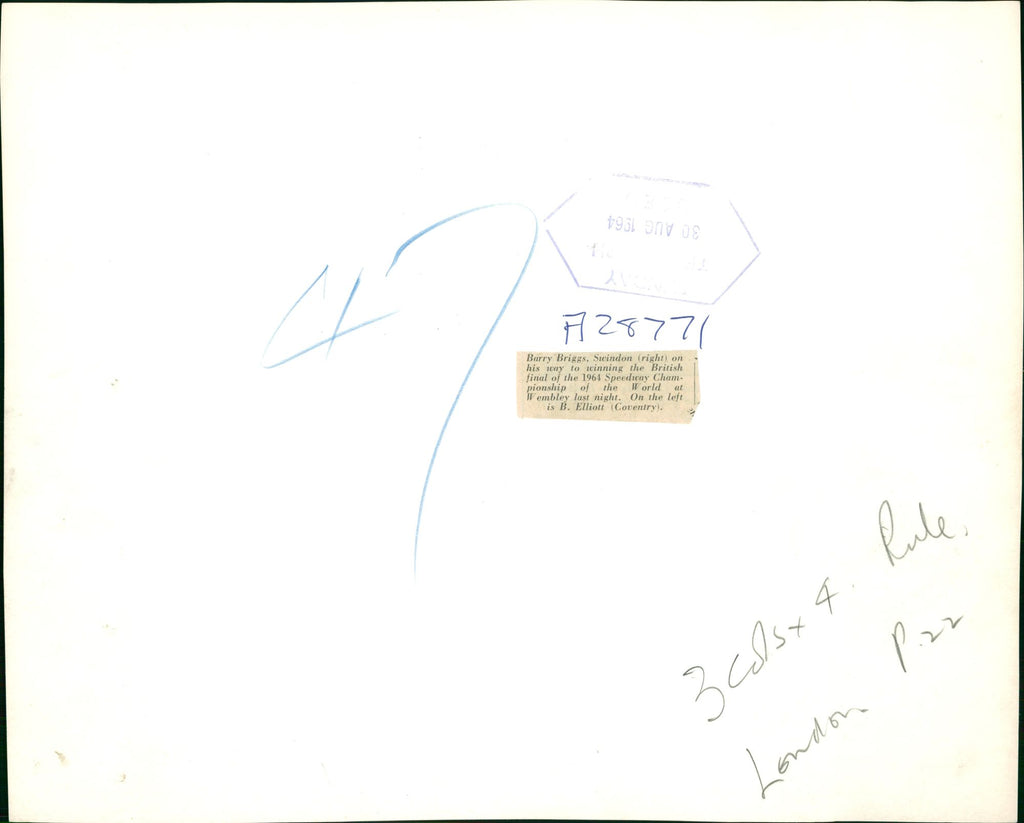 30 AUG 1964
47
A28771
Barry Briggs, Swindon (right) on
his way to winning the British
final of the 1964 Speedway Cham-
pionship of the World at
Wembley last night. On the left
is B. Elliott (Coventry).
3 cols x 4. Rule.
London P.22